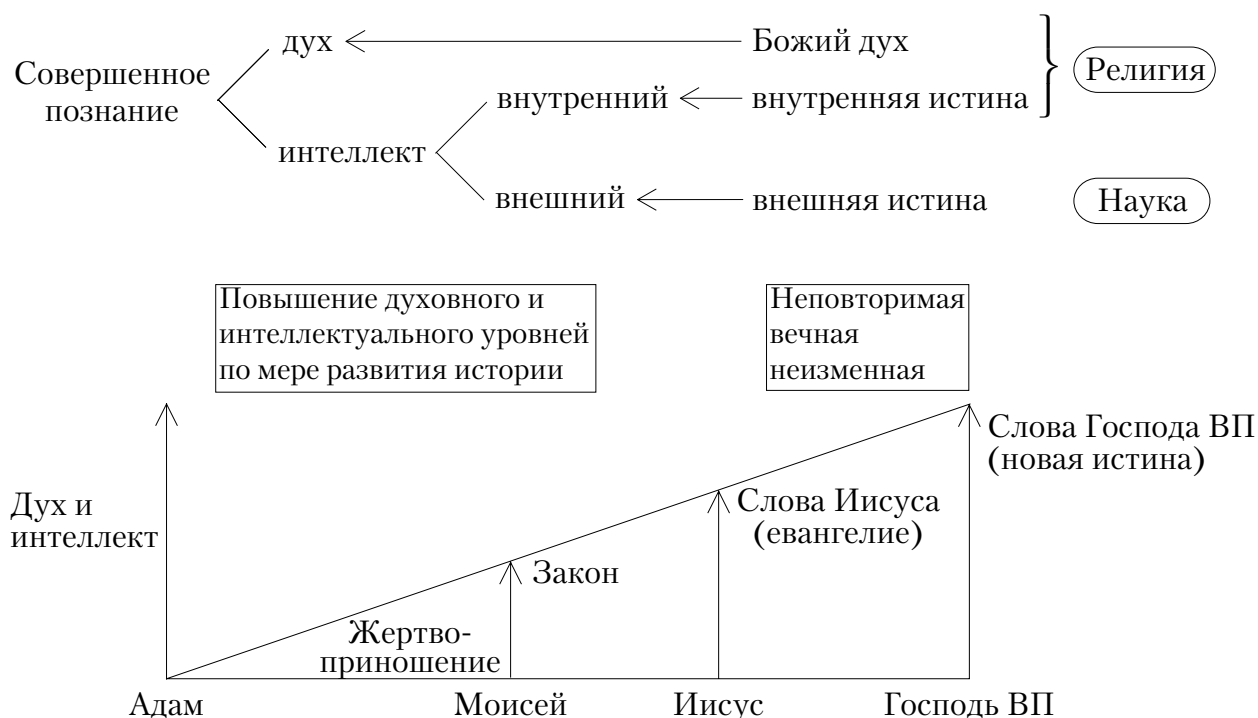 дух
Божий дух
Религия
Совершенное
познание
внутренний
внутренняя истина
интеллект
внешний
внешняя истина
Наука
Повышение духовного и
интеллектуального уровней
по мере развития истории
Неповторимая
вечная
неизменная
Слова Господа ВП
(новая истина)
Дух и
интеллект
Слова Иисуса
(евангелие)
Закон
Жертво-
приношение
Адам
Моисей
Иисус
Господь ВП